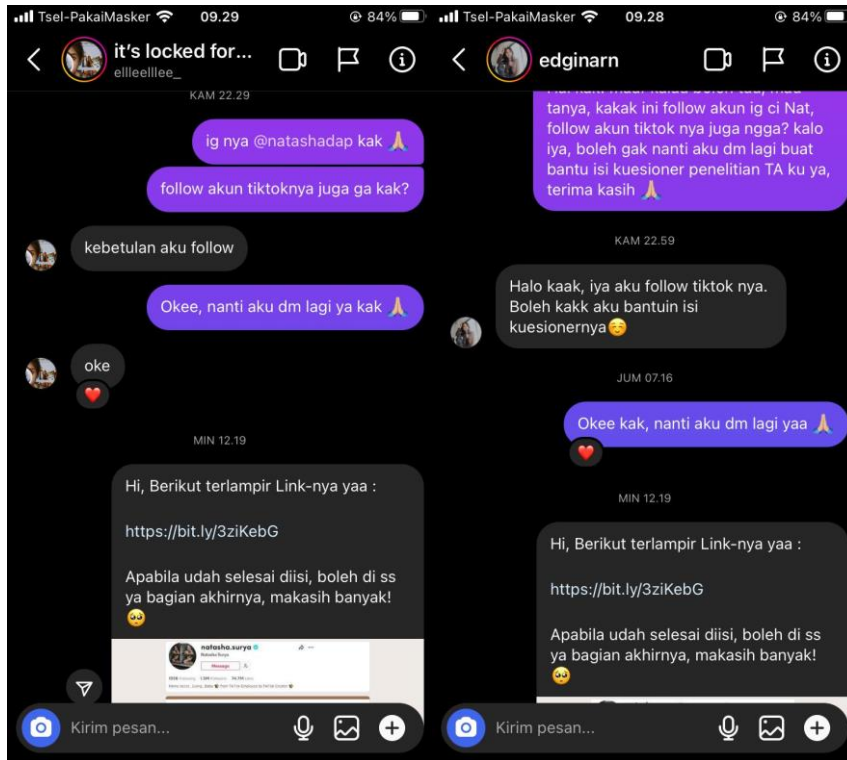 Tsel-PakaiMasker
09.29
84%
it's locked for...
ellleelllee_
KAM 22.29
ig nya @natashadap kak 🙏🏼
follow akun tiktoknya juga ga kak?
kebetulan aku follow
Okee, nanti aku dm lagi ya kak 🙏🏼
oke
MIN 12.19
Hi, Berikut terlampir Link-nya yaa :
https://bit.ly/3ziKebG
Apabila udah selesai diisi, boleh di ss
ya bagian akhirnya, makasih banyak!
🥺
natasha.surya
Natasha Surya
Message
Kirim pesan...
Tsel-PakaiMasker
09.28
84%
edginarn
tanya, kakak ini follow akun ig ci Nat,
follow akun tiktok nya juga ngga? kalo
iya, boleh gak nanti aku dm lagi buat
bantu isi kuesioner penelitian TA ku ya,
terima kasih 🙏🏼
KAM 22.59
Halo kaak, iya aku follow tiktok nya.
Boleh kakk aku bantuin isi
kuesionernya☺️
JUM 07.16
Okee kak, nanti aku dm lagi yaa 🙏🏼
MIN 12.19
Hi, Berikut terlampir Link-nya yaa :
https://bit.ly/3ziKebG
Apabila udah selesai diisi, boleh di ss
ya bagian akhirnya, makasih banyak!
🥺
Kirim pesan...